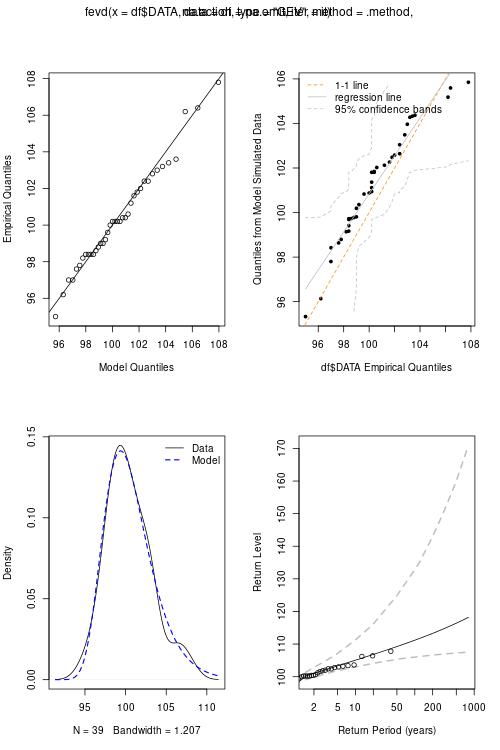 fevd(x = df$DATA,
108
106
104
102
100
98
96
Empirical Quantiles
96 98 100 102 104 106 108
Model Quantiles
106
104
102
100
98
96
Quantiles from Model Simulated Data
1-1 line
regression line
95% confidence bands
96 98 100 104 108
df$DATA Empirical Quantiles
0.15
0.10
0.05
0.00
Density
Data
Model
95 100 105 110
N = 39 Bandwidth = 1.207
170
160
150
140
130
120
110
100
Return Level
2 5 10 50 200 1000
Return Period (years)